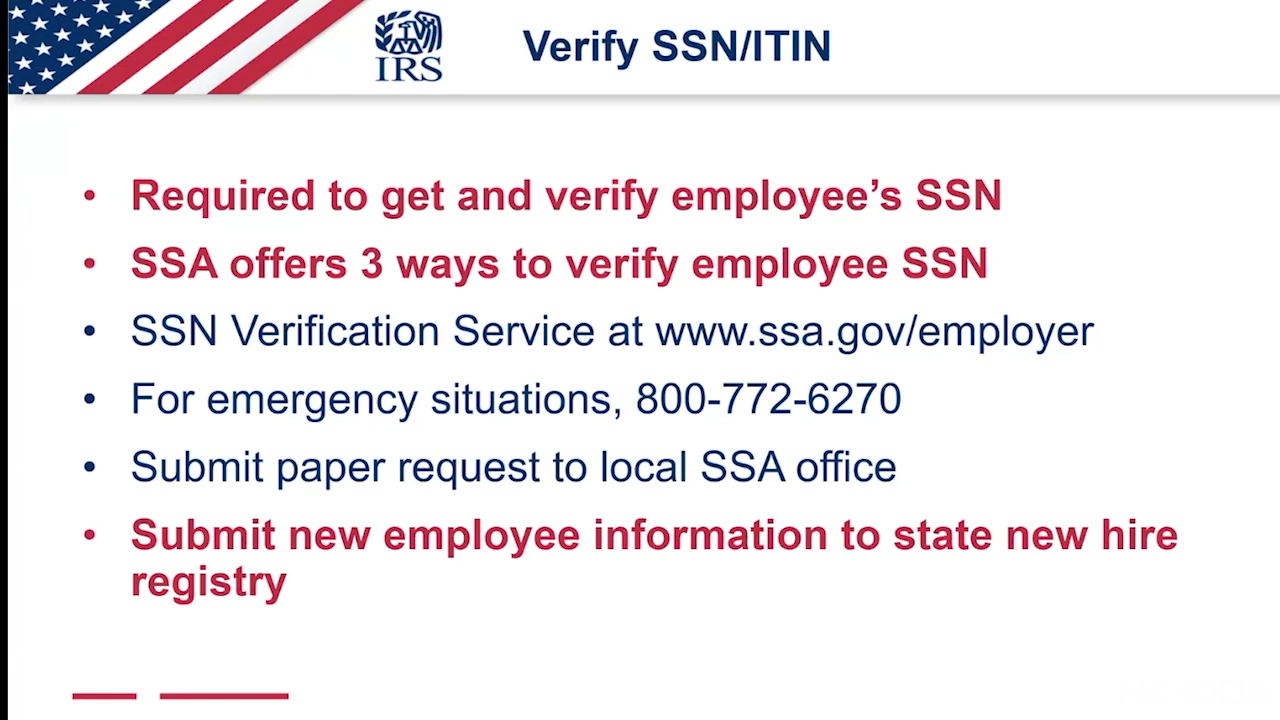 IRS
Verify SSN/ITIN
• Required to get and verify employee’s SSN
• SSA offers 3 ways to verify employee SSN
• SSN Verification Service at www.ssa.gov/employer
• For emergency situations, 800-772-6270
• Submit paper request to local SSA office
• Submit new employee information to state new hire
registry